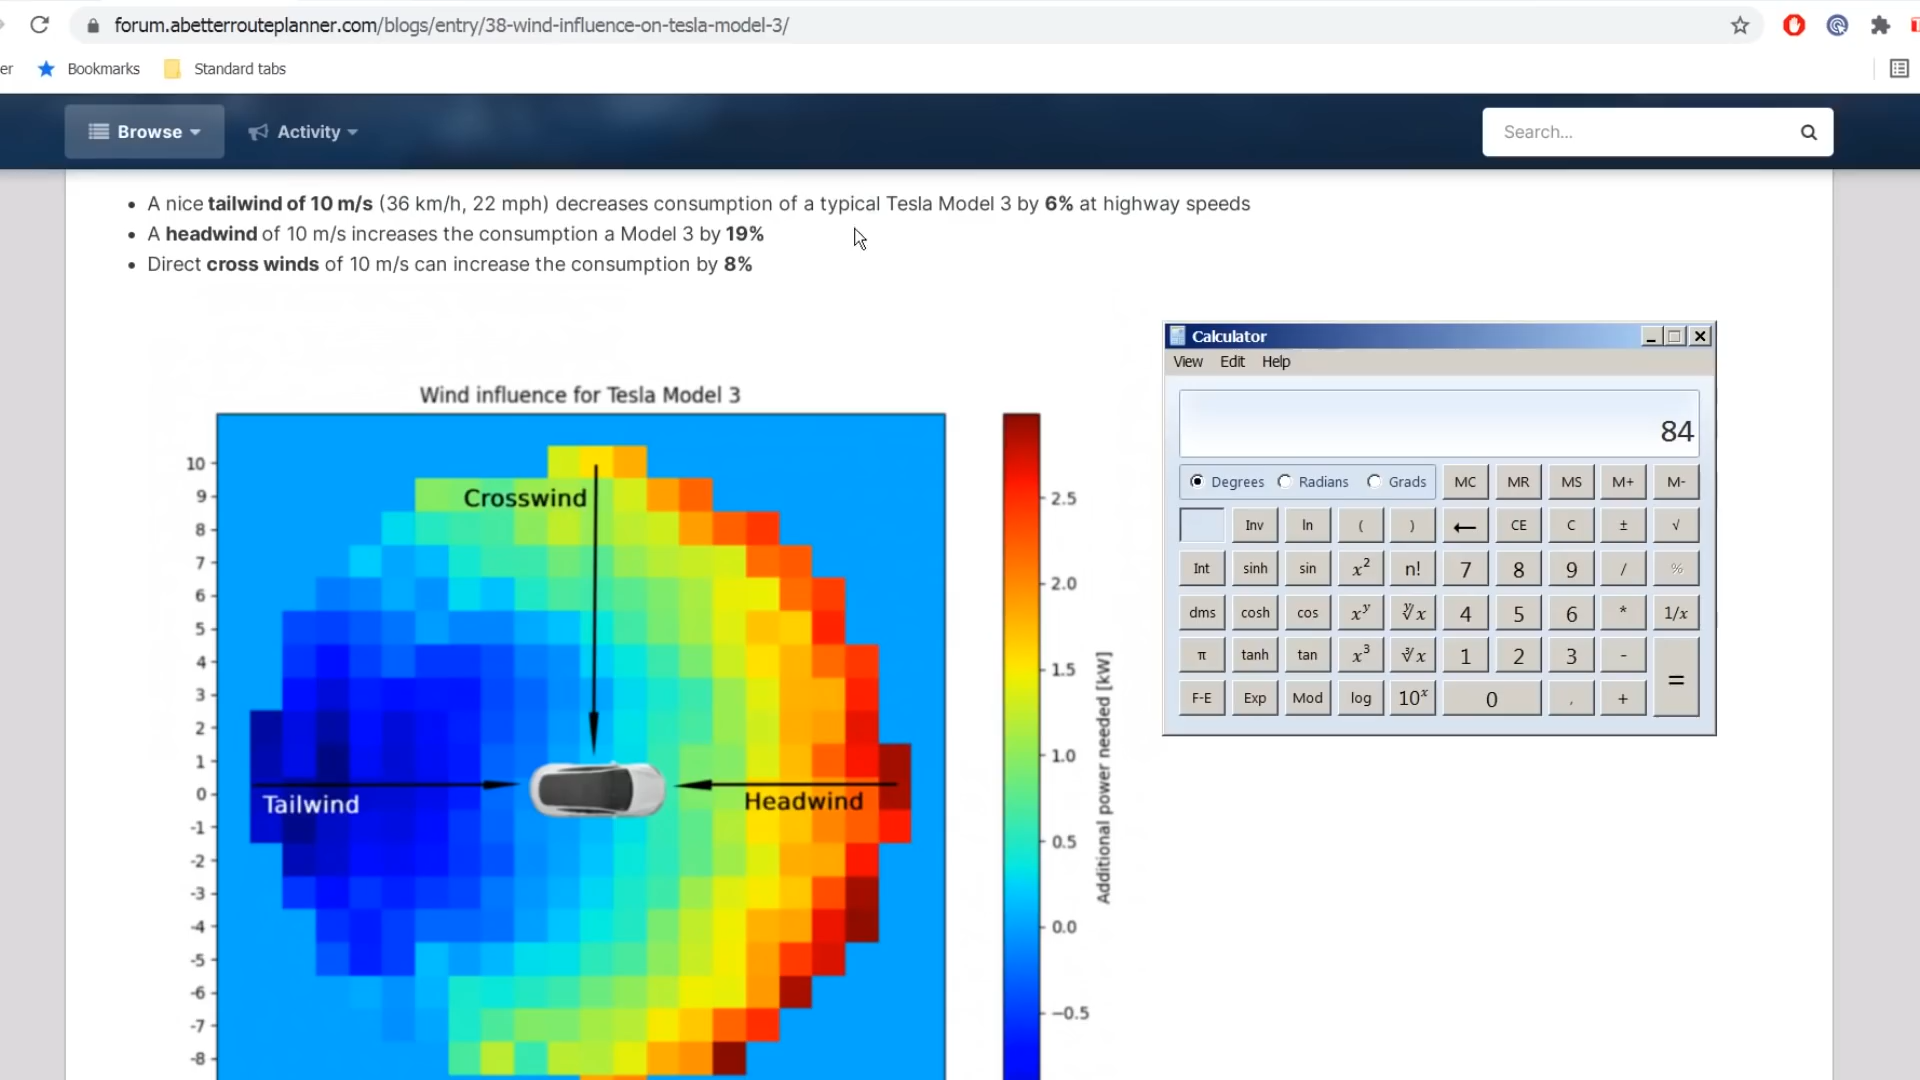 forum.abetterrouteplanner.com/blogs/entry/38-wind-influence-on-tesla-model-3/
er Bookmarks Standard tabs
Browse Activity Search...
• A nice tailwind of 10 m/s (36 km/h, 22 mph) decreases consumption of a typical Tesla Model 3 by 6% at highway speeds
• A headwind of 10 m/s increases the consumption a Model 3 by 19%
• Direct cross winds of 10 m/s can increase the consumption by 8%
Wind influence for Tesla Model 3
10
9
8
7
6
5
4
3
2
1
0
-1
-2
-3
-4
-5
-6
-7
-8
Crosswind
Tailwind
Headwind
2.5
2.0
1.5
1.0
0.5
0.0
−0.5
Additional power needed [kW]
Calculator
View Edit Help
84
Degrees Radians Grads MC MR MS M+ M-
Inv ln ( ) ← CE C ± √
Int sinh sin x² n! 7 8 9 / %
dms cosh cos xʸ ʸ√x 4 5 6 * 1/x
π tanh tan x³ ³√x 1 2 3 - =
F-E Exp Mod log 10ˣ 0 , +